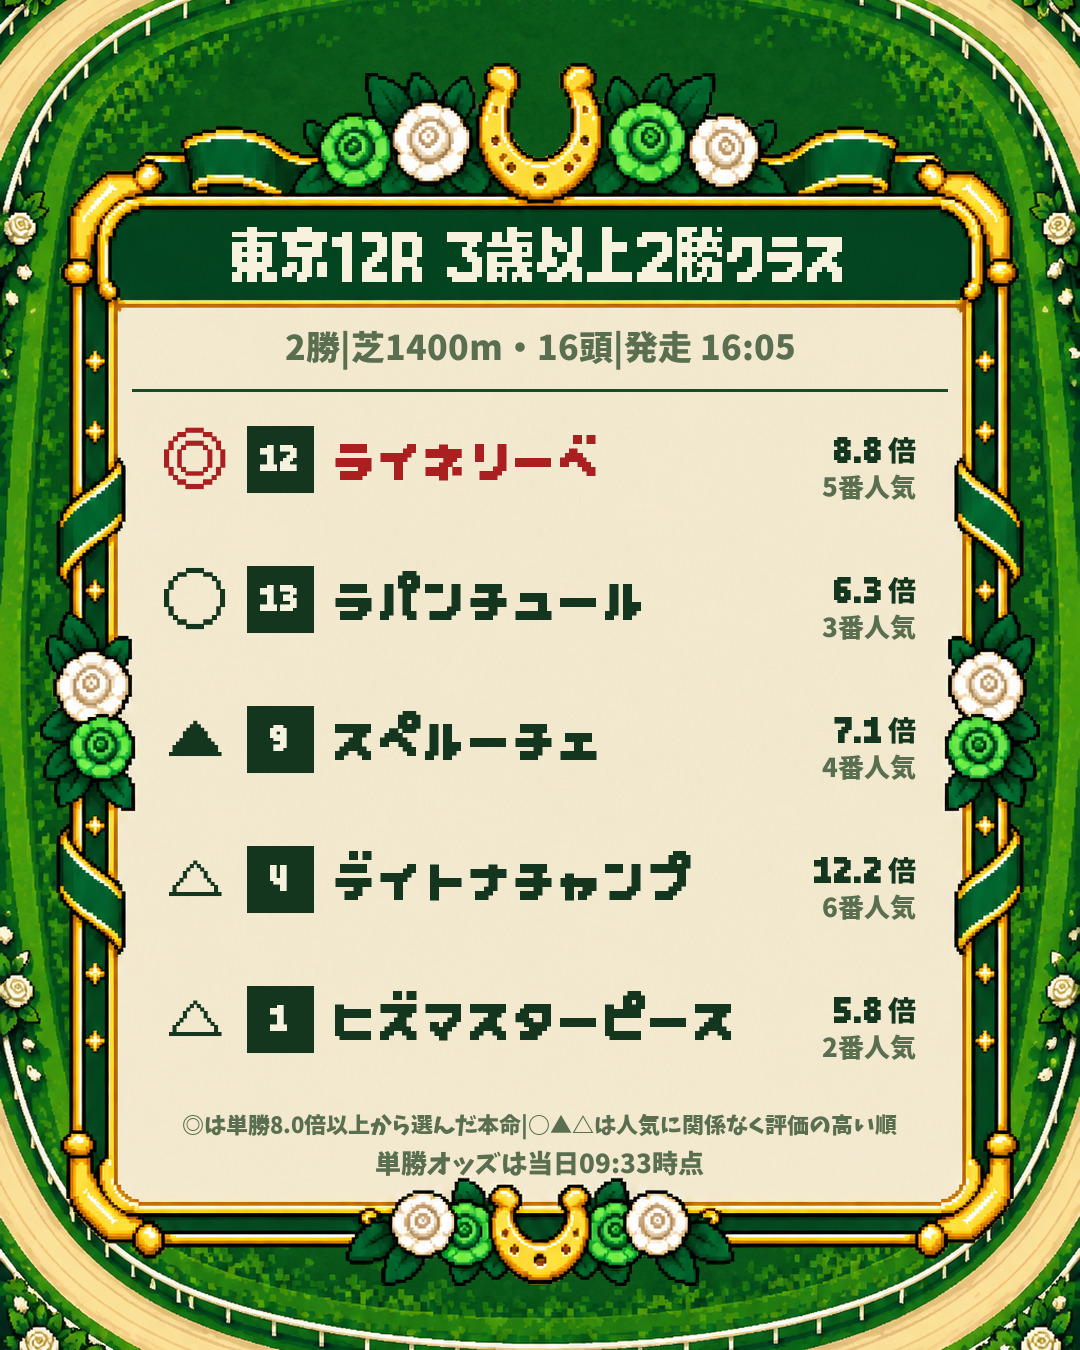 東京12R 3歳以上2勝クラス
2勝|芝1400m・16頭|発走 16:05
◎ 12 ライネリーベ 8.8倍
5番人気
○ 13 ラパンチュール 6.3倍
3番人気
▲ 9 スペルーチェ 7.1倍
4番人気
△ 4 デイトナチャンプ 12.2倍
6番人気
△ 1 ヒズマスターピース 5.8倍
2番人気
◎は単勝8.0倍以上から選んだ本命|○▲△は人気に関係なく評価の高い順
単勝オッズは当日09:33時点